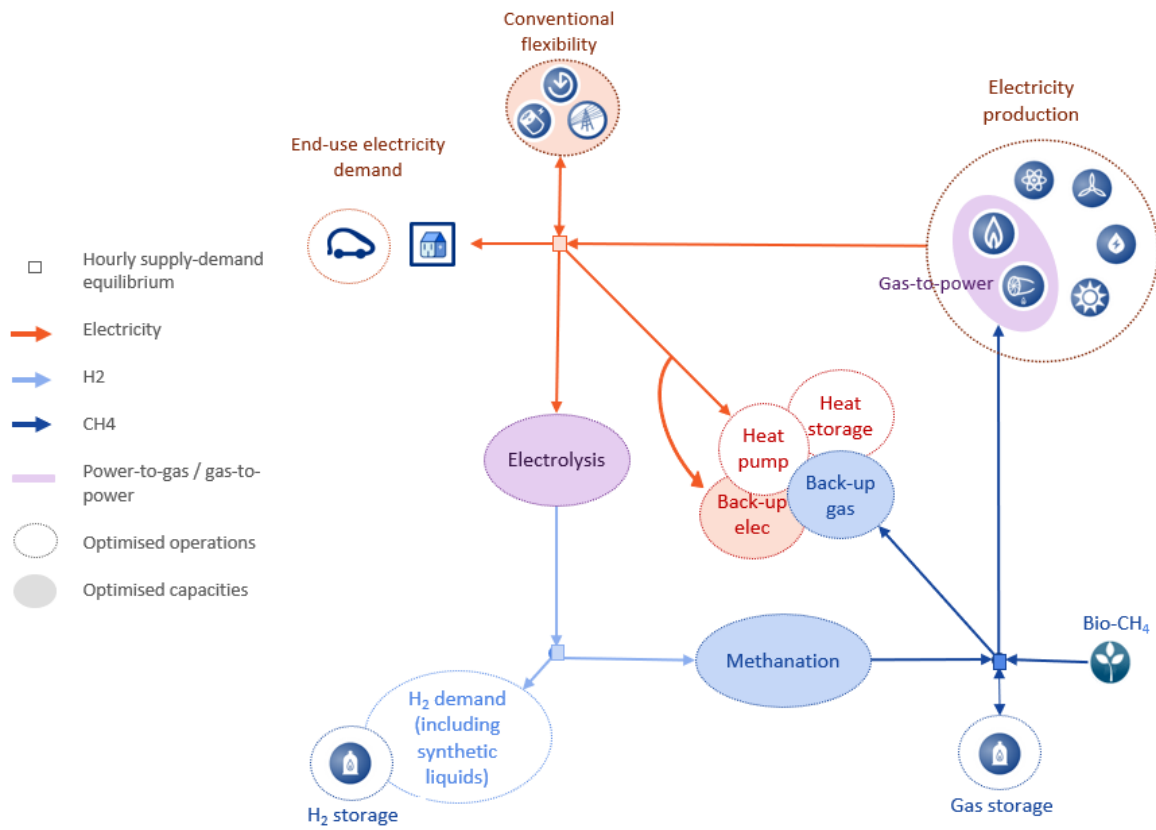 Conventional
flexibility
Electricity
production
End-use electricity
demand
Hourly supply-demand
equilibrium
Electricity
H2
CH4
Power-to-gas / gas-to-
power
Optimised operations
Optimised capacities
Gas-to-power
Electrolysis
Heat
storage
Heat
pump
Back-up
gas
Back-up
elec
Bio-CH₄
Methanation
H₂ demand
(including
synthetic
liquids)
H₂ storage
Gas storage